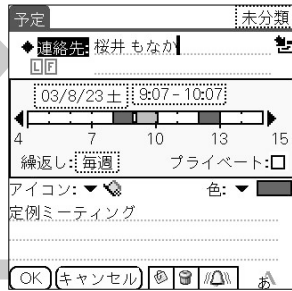 予定 未分類
◆連絡先: 桜井 もなか
L F
03/8/23 土 9:07 - 10:07
4 7 10 13 15
繰返し: 毎週 プライベート:
アイコン: 色:
定例ミーティング
OK キャンセル あ